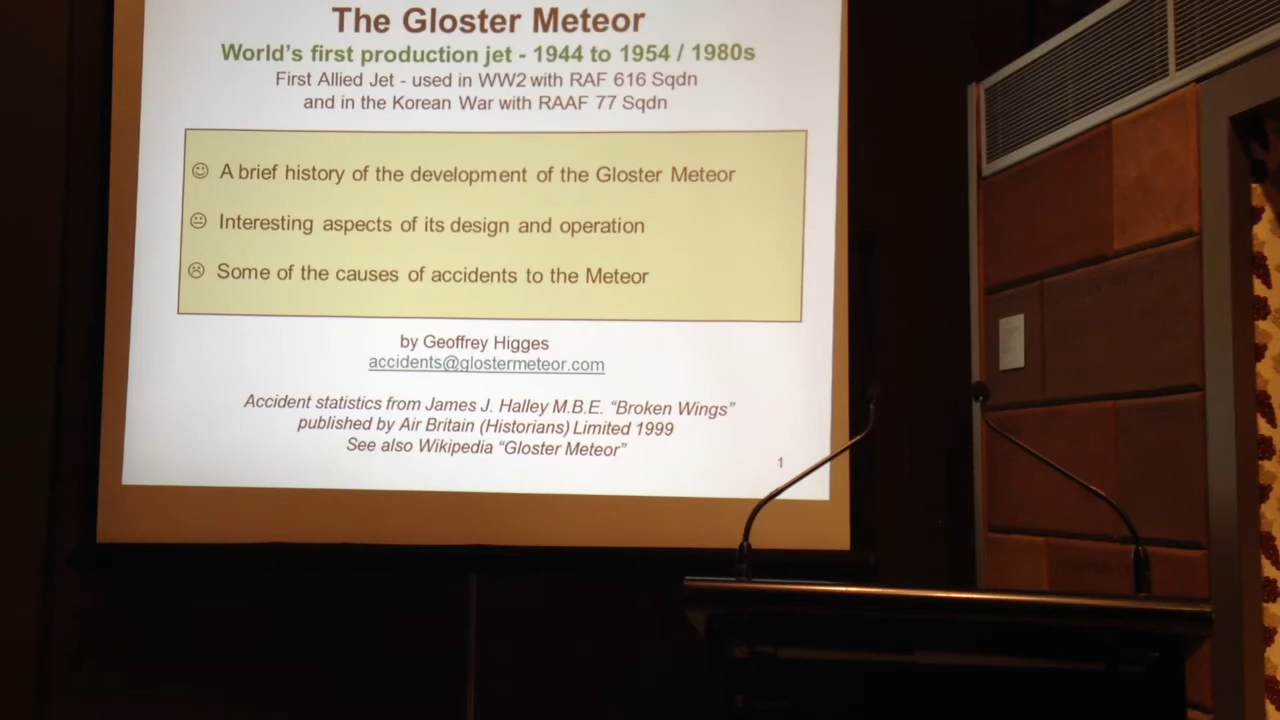 The Gloster Meteor
World's first production jet - 1944 to 1954 / 1980s
First Allied Jet - used in WW2 with RAF 616 Sqdn
and in the Korean War with RAAF 77 Sqdn
☺ A brief history of the development of the Gloster Meteor
😐 Interesting aspects of its design and operation
☹ Some of the causes of accidents to the Meteor
by Geoffrey Higges
accidents@glostermeteor.com
Accident statistics from James J. Halley M.B.E. "Broken Wings"
published by Air Britain (Historians) Limited 1999
See also Wikipedia "Gloster Meteor"
1